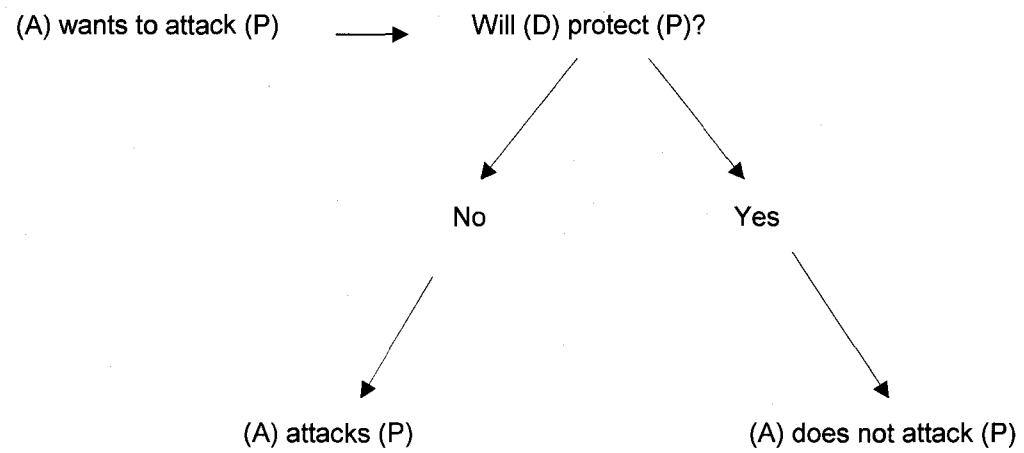 (A) wants to attack (P)
Will (D) protect (P)?
No
Yes
(A) attacks (P)
(A) does not attack (P)